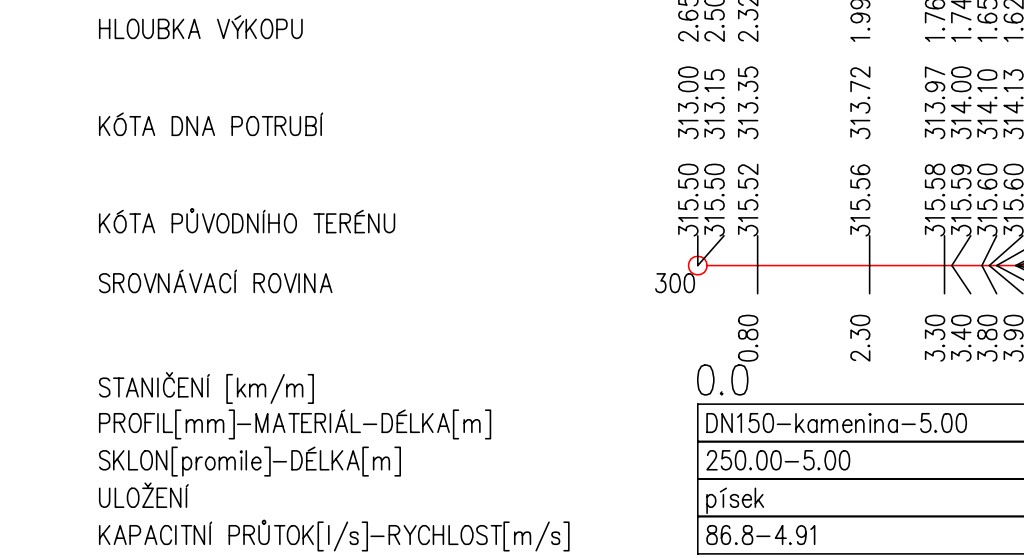 HLOUBKA VÝKOPU 2.65 2.50 2.32 1.99 1.76 1.74 1.65 1.62
KÓTA DNA POTRUBÍ 313.00 313.15 313.35 313.72 313.97 314.00 314.10 314.13
KÓTA PŮVODNÍHO TERÉNU 315.50 315.50 315.52 315.56 315.58 315.59 315.60 315.60
SROVNÁVACÍ ROVINA 300
0.80 2.30 3.30 3.40 3.80 3.90
STANIČENÍ [km/m] 0.0
PROFIL[mm]–MATERIÁL–DÉLKA[m] DN150–kamenina–5.00
SKLON[promile]–DÉLKA[m] 250.00–5.00
ULOŽENÍ písek
KAPACITNÍ PRŮTOK[l/s]–RYCHLOST[m/s] 86.8–4.91